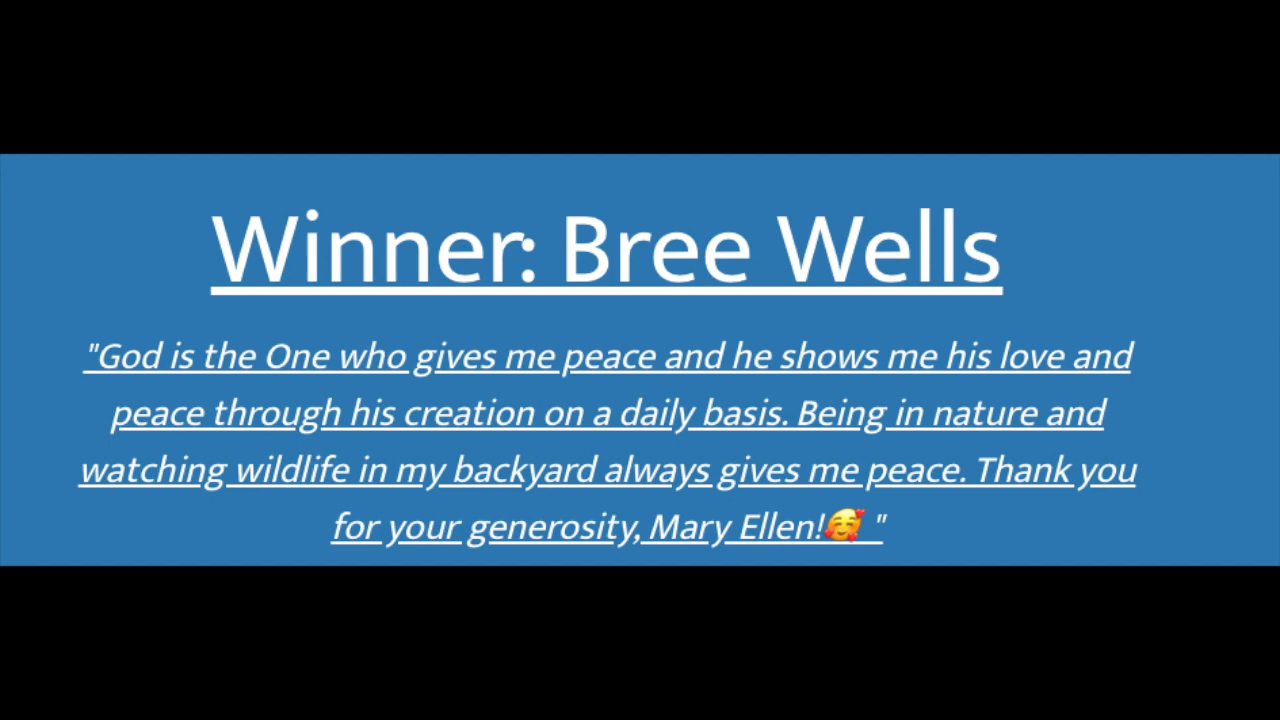 Winner: Bree Wells
"God is the One who gives me peace and he shows me his love and
peace through his creation on a daily basis. Being in nature and
watching wildlife in my backyard always gives me peace. Thank you
for your generosity, Mary Ellen!🥰 "